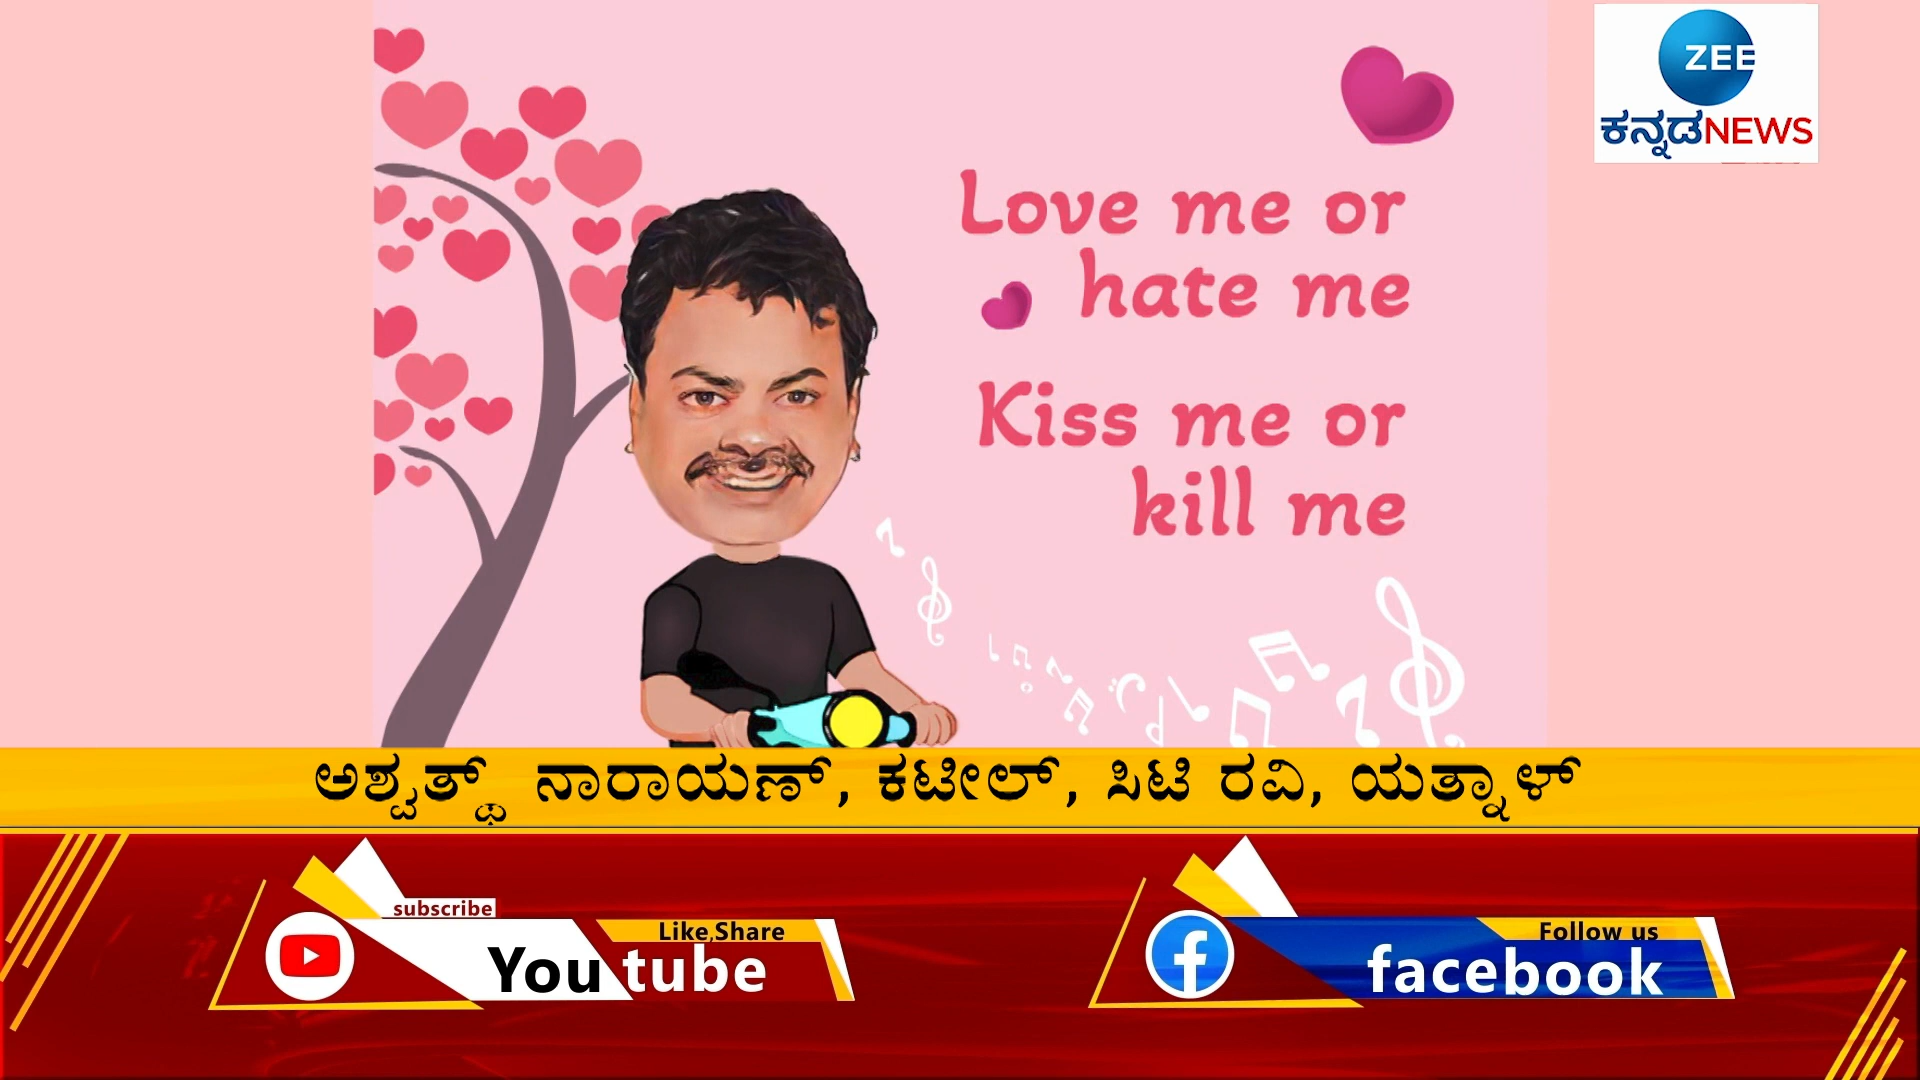 ZEE
ಕನ್ನಡNEWS
Love me or
hate me
Kiss me or
kill me
ಅಶ್ವತ್ಥ್ ನಾರಾಯಣ್, ಕಟೀಲ್, ಸಿಟಿ ರವಿ, ಯತ್ನಾಳ್
subscribe
Like,Share
You tube
Follow us
facebook